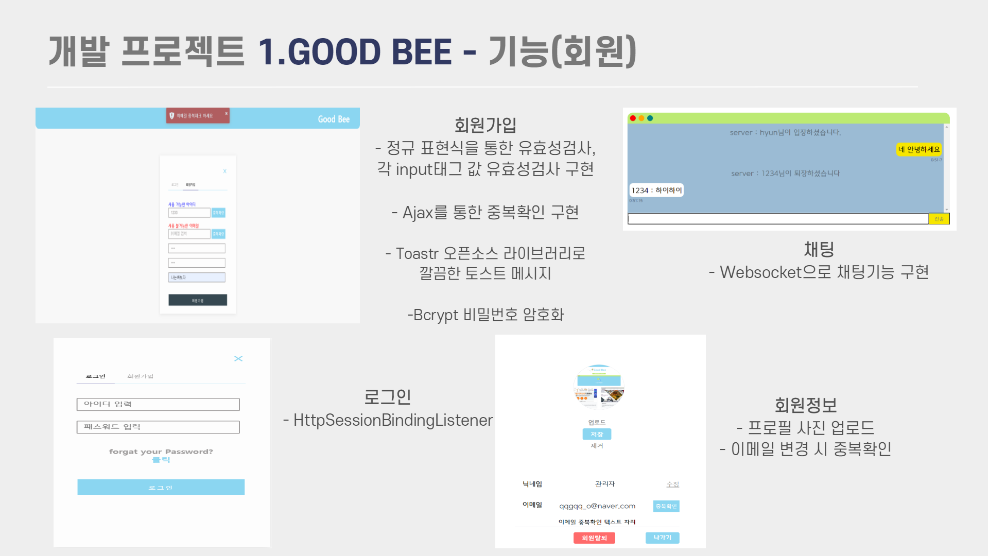 개발 프로젝트 1.GOOD BEE - 기능(회원)
Good Bee
회원가입
- 정규 표현식을 통한 유효성검사,
각 input태그 값 유효성검사 구현
- Ajax를 통한 중복확인 구현
- Toastr 오픈소스 라이브러리로
깔끔한 토스트 메시지
-Bcrypt 비밀번호 암호화
server : hyun님이 입장하셨습니다.
네 안녕하세요
server : 1234님이 퇴장하셨습니다
1234 : 하이하이
전송
채팅
- Websocket으로 채팅기능 구현
로그인 회원가입
아이디 입력
패스워드 입력
forgat your Password?
클릭
로그인
로그인
- HttpSessionBindingListener
업로드
저장
삭제
닉네임 관리자 수정
이메일 qqgqq_o@naver.com 중복확인
이메일 중복확인 텍스트 자리
회원탈퇴 나가기
회원정보
- 프로필 사진 업로드
- 이메일 변경 시 중복확인